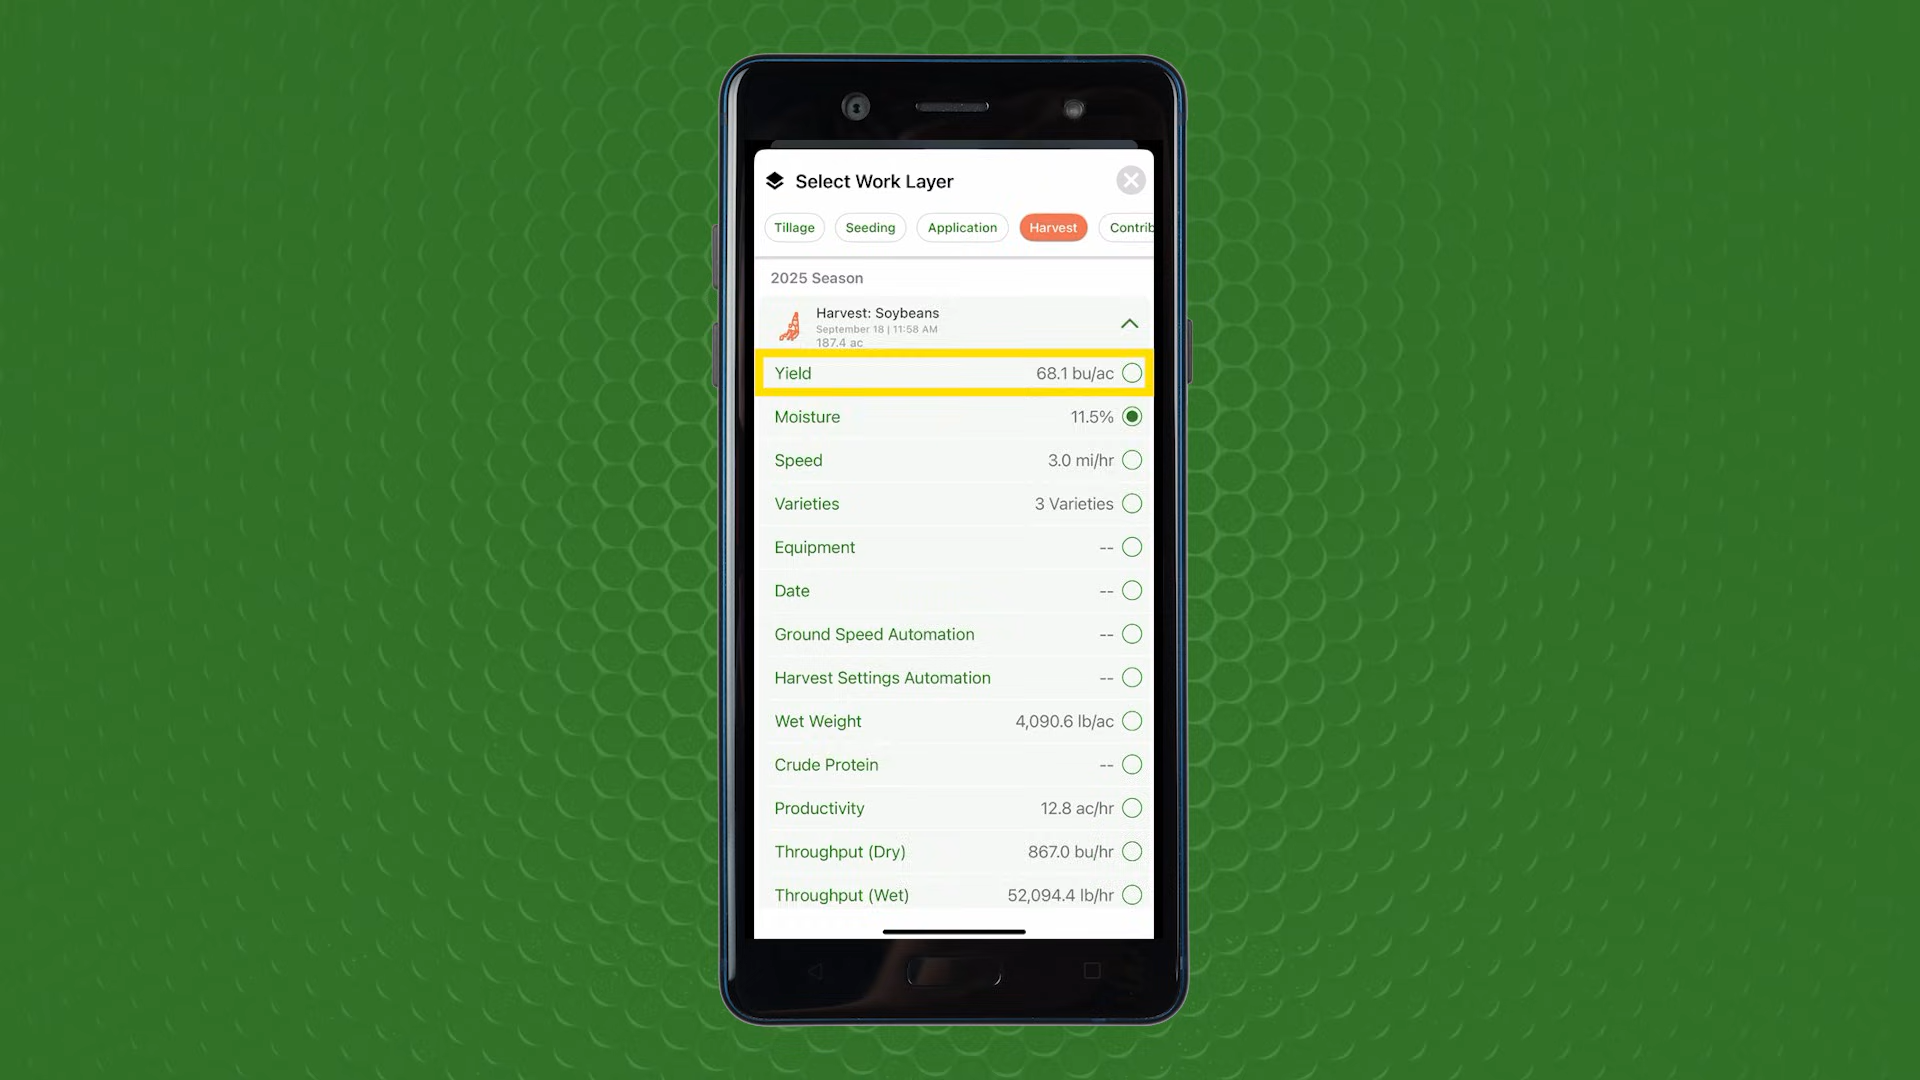 Select Work Layer
Tillage Seeding Application Harvest Contrib
2025 Season
Harvest: Soybeans
September 18 | 11:58 AM
187.4 ac
Yield 68.1 bu/ac
Moisture 11.5%
Speed 3.0 mi/hr
Varieties 3 Varieties
Equipment --
Date --
Ground Speed Automation --
Harvest Settings Automation --
Wet Weight 4,090.6 lb/ac
Crude Protein --
Productivity 12.8 ac/hr
Throughput (Dry) 867.0 bu/hr
Throughput (Wet) 52,094.4 lb/hr